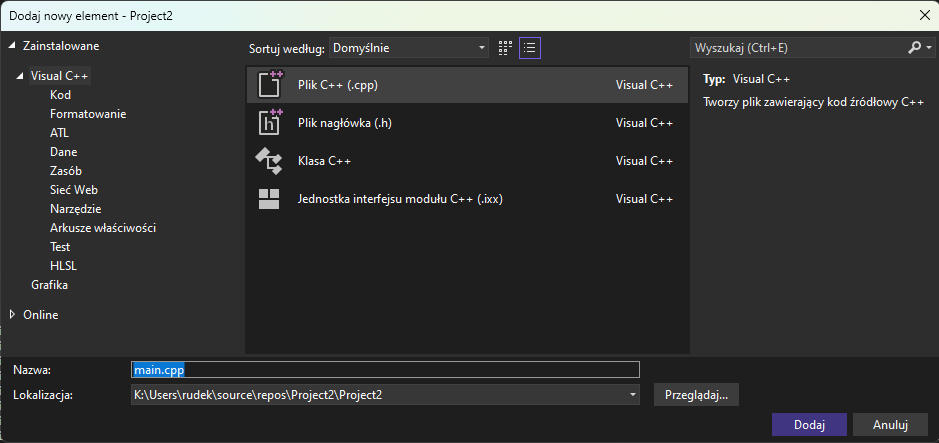 Dodaj nowy element - Project2
Zainstalowane
Sortuj według: Domyślnie
Wyszukaj (Ctrl+E)
Visual C++
Kod
Formatowanie
ATL
Dane
Zasób
Sieć Web
Narzędzie
Arkusze właściwości
Test
HLSL
Grafika
Online
Plik C++ (.cpp) Visual C++
Plik nagłówka (.h) Visual C++
Klasa C++ Visual C++
Jednostka interfejsu modułu C++ (.ixx) Visual C++
Typ: Visual C++
Tworzy plik zawierający kod źródłowy C++
Nazwa: main.cpp
Lokalizacja: K:\Users\rudek\source\repos\Project2\Project2
Przeglądaj...
Dodaj Anuluj